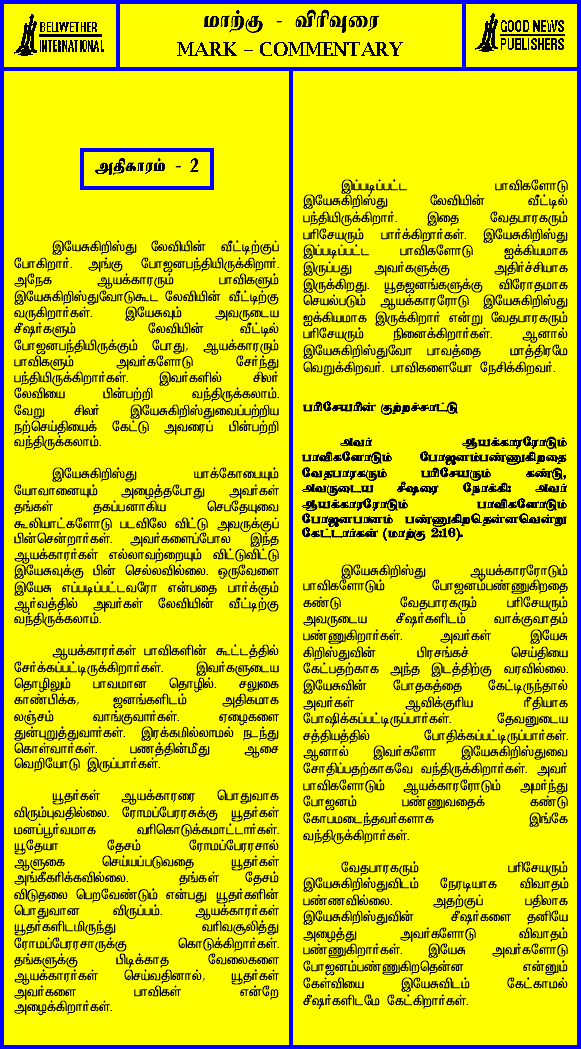 BELLWETHER
INTERNATIONAL
மாற்கு - விரிவுரை
MARK – COMMENTARY
GOOD NEWS
PUBLISHERS
அதிகாரம் - 2
இயேசுகிறிஸ்து லேவியின் வீட்டிற்குப்
போகிறார். அங்கு போஜனபந்தியிருக்கிறார்.
அநேக ஆயக்காரரும் பாவிகளும்
இயேசுகிறிஸ்துவோடுகூட லேவியின் வீட்டிற்கு
வருகிறார்கள். இயேசுவும் அவருடைய
சீஷர்களும் லேவியின் வீட்டில்
போஜனபந்தியிருக்கும் போது, ஆயக்காரரும்
பாவிகளும் அவர்களோடு சேர்ந்து
பந்தியிருக்கிறார்கள். இவர்களில் சிலர்
லேவியை பின்பற்றி வந்திருக்கலாம்.
வேறு சிலர் இயேசுகிறிஸ்துவைப்பற்றிய
நற்செய்தியைக் கேட்டு அவரைப் பின்பற்றி
வந்திருக்கலாம்.
இயேசுகிறிஸ்து யாக்கோபையும்
யோவானையும் அழைத்தபோது அவர்கள்
தங்கள் தகப்பனாகிய செபதேயுவை
கூலியாட்களோடு படவிலே விட்டு அவருக்குப்
பின்சென்றார்கள். அவர்களைப்போல இந்த
ஆயக்காரர்கள் எல்லாவற்றையும் விட்டுவிட்டு
இயேசுவுக்கு பின் செல்லவில்லை. ஒருவேளை
இயேசு எப்படிப்பட்டவரோ என்பதை பார்க்கும்
ஆர்வத்தில் அவர்கள் லேவியின் வீட்டிற்கு
வந்திருக்கலாம்.
ஆயக்காரர்கள் பாவிகளின் கூட்டத்தில்
சேர்க்கப்பட்டிருக்கிறார்கள். இவர்களுடைய
தொழிலும் பாவமான தொழில். சலுகை
காண்பிக்க, ஜனங்களிடம் அதிகமாக
லஞ்சம் வாங்குவார்கள். ஏழைகளை
துன்புறுத்துவார்கள். இரக்கமில்லாமல் நடந்து
கொள்வார்கள். பணத்தின்மீது ஆசை
வெறியோடு இருப்பார்கள்.
யூதர்கள் ஆயக்காரரை பொதுவாக
விரும்புவதில்லை. ரோமப்பேரரசுக்கு யூதர்கள்
மனப்பூர்வமாக வரிகொடுக்கமாட்டார்கள்.
யூதேயா தேசம் ரோமப்பேரரசால்
ஆளுகை செய்யப்படுவதை யூதர்கள்
அங்கீகரிக்கவில்லை. தங்கள் தேசம்
விடுதலை பெறவேண்டும் என்பது யூதர்களின்
பொதுவான விருப்பம். ஆயக்காரர்கள்
யூதர்களிடமிருந்து வரிவசூலித்து
ரோமப்பேரரசாருக்கு கொடுக்கிறார்கள்.
தங்களுக்கு பிடிக்காத வேலைகளை
ஆயக்காரர்கள் செய்வதினால், யூதர்கள்
அவர்களை பாவிகள் என்றே
அழைக்கிறார்கள்.
இப்படிப்பட்ட பாவிகளோடு
இயேசுகிறிஸ்து லேவியின் வீட்டில்
பந்தியிருக்கிறார். இதை வேதபாரகரும்
பரிசேயரும் பார்க்கிறார்கள். இயேசுகிறிஸ்து
இப்படிப்பட்ட பாவிகளோடு ஐக்கியமாக
இருப்பது அவர்களுக்கு அதிர்ச்சியாக
இருக்கிறது. யூதஜனங்களுக்கு விரோதமாக
செயல்படும் ஆயக்காரரோடு இயேசுகிறிஸ்து
ஐக்கியமாக இருக்கிறார் என்று வேதபாரகரும்
பரிசேயரும் நினைக்கிறார்கள். ஆனால்
இயேசுகிறிஸ்துவோ பாவத்தை மாத்திரமே
வெறுக்கிறவர். பாவிகளையோ நேசிக்கிறவர்.
பரிசேயரின் குற்றச்சாட்டு
அவர் ஆயக்காரரோடும்
பாவிகளோடும் போஜனம்பண்ணுகிறதை
வேதபாரகரும் பரிசேயரும் கண்டு,
அவருடைய சீஷரை நோக்கி: அவர்
ஆயக்காரரோடும் பாவிகளோடும்
போஜனபானம் பண்ணுகிறதென்னவென்று
கேட்டார்கள் (மாற்கு 2:16).
இயேசுகிறிஸ்து ஆயக்காரரோடும்
பாவிகளோடும் போஜனம்பண்ணுகிறதை
கண்டு வேதபாரகரும் பரிசேயரும்
அவருடைய சீஷர்களிடம் வாக்குவாதம்
பண்ணுகிறார்கள். அவர்கள் இயேசு
கிறிஸ்துவின் பிரசங்கச் செய்தியை
கேட்பதற்காக அந்த இடத்திற்கு வரவில்லை.
இயேசுவின் போதகத்தை கேட்டிருந்தால்
அவர்கள் ஆவிக்குரிய ரீதியாக
போஷிக்கப்பட்டிருப்பார்கள். தேவனுடைய
சத்தியத்தில் போதிக்கப்பட்டிருப்பார்கள்.
ஆனால் இவர்களோ இயேசுகிறிஸ்துவை
சோதிப்பதற்காகவே வந்திருக்கிறார்கள். அவர்
பாவிகளோடும் ஆயக்காரரோடும் அமர்ந்து
போஜனம் பண்ணுவதைக் கண்டு
கோபமடைந்தவர்களாக இங்கே
வந்திருக்கிறார்கள்.
வேதபாரகரும் பரிசேயரும்
இயேசுகிறிஸ்துவிடம் நேரடியாக விவாதம்
பண்ணவில்லை. அதற்குப் பதிலாக
இயேசுகிறிஸ்துவின் சீஷர்களை தனியே
அழைத்து அவர்களோடு விவாதம்
பண்ணுகிறார்கள். இயேசு அவர்களோடு
போஜனம்பண்ணுகிறதென்ன என்னும்
கேள்வியை இயேசுவிடம் கேட்காமல்
சீஷர்களிடமே கேட்கிறார்கள்.